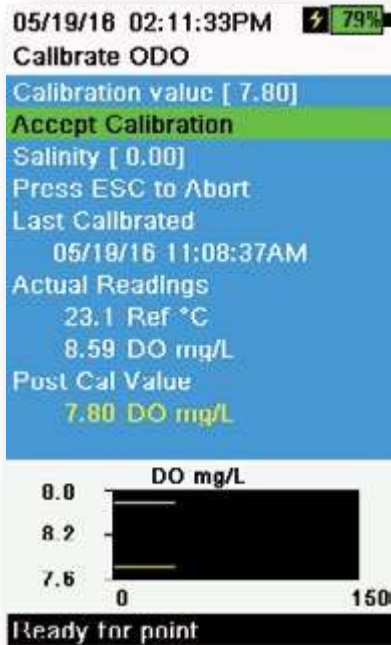 05/19/16 02:11:33PM 79%
Calibrate ODO
Calibration value [ 7.80]
Accept Calibration
Salinity [ 0.00]
Press ESC to Abort
Last Calibrated
05/19/16 11:08:37AM
Actual Readings
23.1 Ref °C
8.59 DO mg/L
Post Cal Value
7.80 DO mg/L
DO mg/L
8.2
7.6
0 150
Ready for point